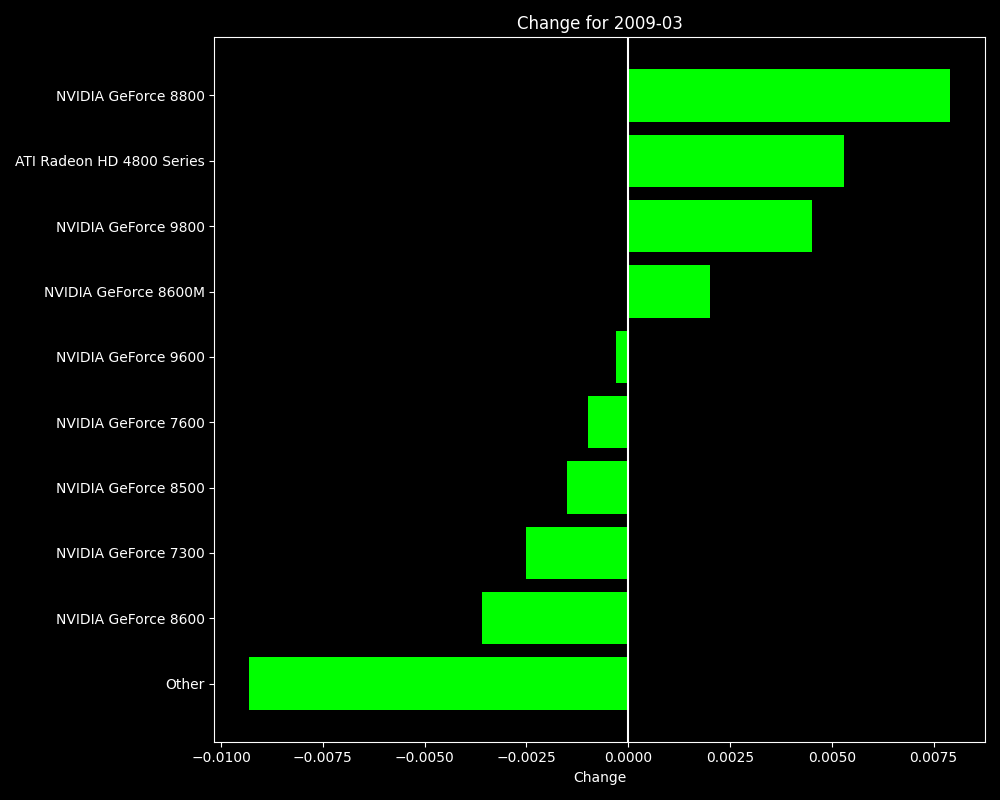 Change for 2009-03
NVIDIA GeForce 8800
ATI Radeon HD 4800 Series
NVIDIA GeForce 9800
NVIDIA GeForce 8600M
NVIDIA GeForce 9600
NVIDIA GeForce 7600
NVIDIA GeForce 8500
NVIDIA GeForce 7300
NVIDIA GeForce 8600
Other
−0.0100 −0.0075 −0.0050 −0.0025 0.0000 0.0025 0.0050 0.0075
Change